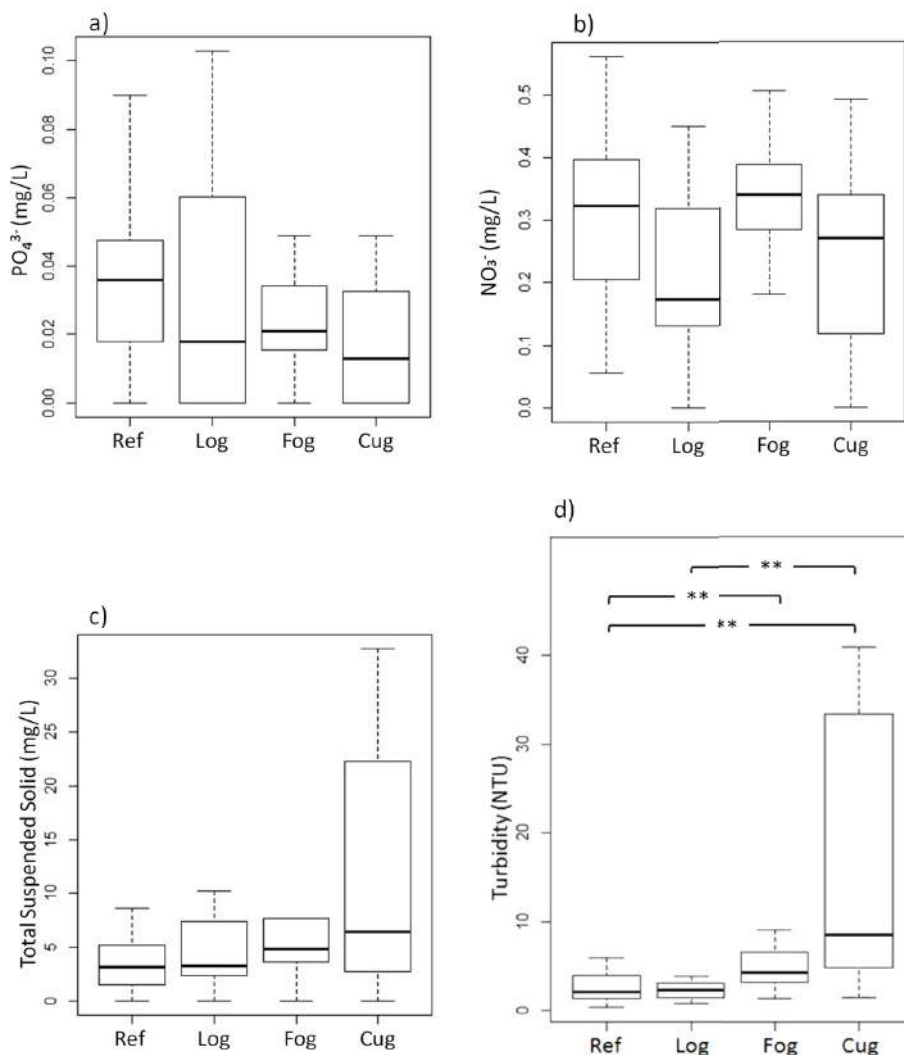 a)
PO₄³⁻ (mg/L)
0.00 0.02 0.04 0.06 0.08 0.10
Ref Log Fog Cug
b)
NO₃⁻ (mg/L)
0.0 0.1 0.2 0.3 0.4 0.5
Ref Log Fog Cug
c)
Total Suspended Solid (mg/L)
0 5 10 15 20 25 30
Ref Log Fog Cug
d)
**
**
**
Turbidity (NTU)
0 10 20 30 40
Ref Log Fog Cug